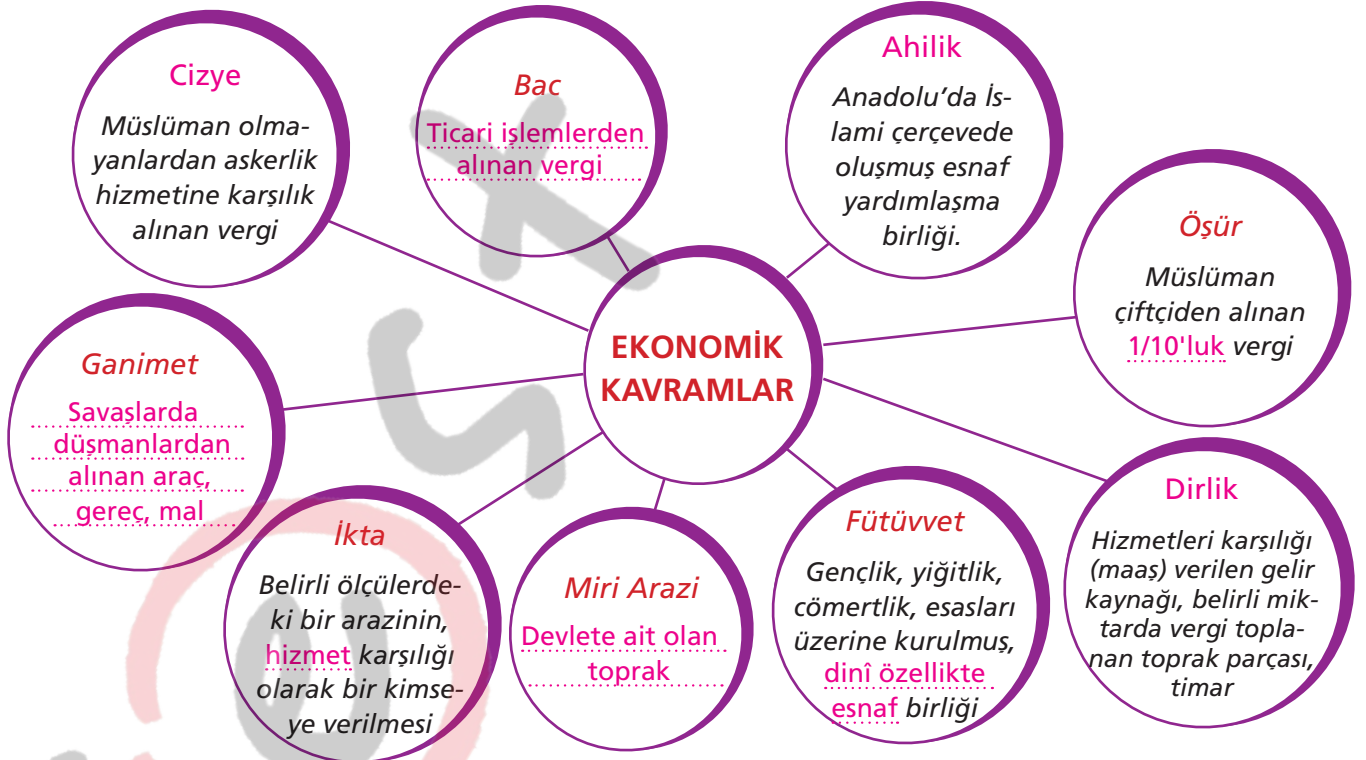 Cizye
Müslüman olma-
yanlardan askerlik
hizmetine karşılık
alınan vergi
Bac
Ticari işlemlerden
alınan vergi
Ahilik
Anadolu'da İs-
lami çerçevede
oluşmuş esnaf
yardımlaşma
birliği.
Öşür
Müslüman
çiftçiden alınan
1/10'luk vergi
EKONOMİK
KAVRAMLAR
Ganimet
Savaşlarda
düşmanlardan
alınan araç,
gereç, mal
İkta
Belirli ölçülerde-
ki bir arazinin,
hizmet karşılığı
olarak bir kimse-
ye verilmesi
Miri Arazi
Devlete ait olan
toprak
Fütüvvet
Gençlik, yiğitlik,
cömertlik, esasları
üzerine kurulmuş,
dinî özellikte
esnaf birliği
Dirlik
Hizmetleri karşılığı
(maaş) verilen gelir
kaynağı, belirli mik-
tarda vergi topla-
nan toprak parçası,
timar